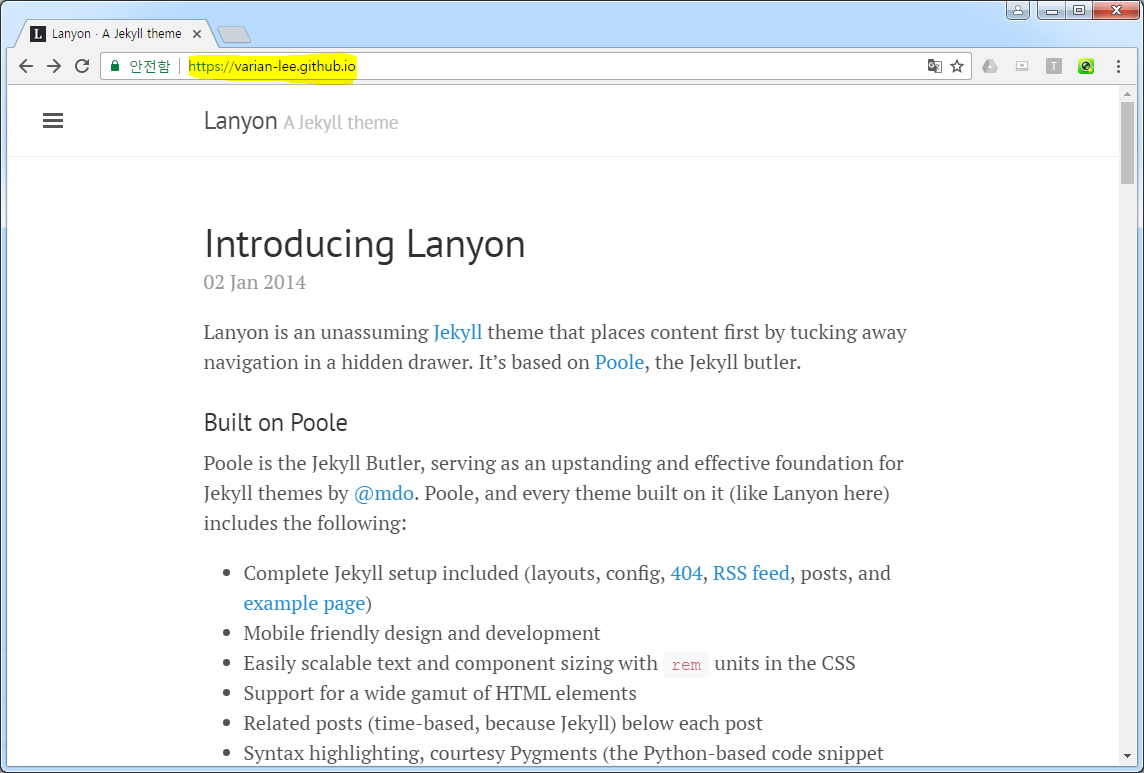 L Lanyon · A Jekyll theme
안전함 https://varian-lee.github.io
T
Lanyon A Jekyll theme
Introducing Lanyon
02 Jan 2014
Lanyon is an unassuming Jekyll theme that places content first by tucking away
navigation in a hidden drawer. It’s based on Poole, the Jekyll butler.
Built on Poole
Poole is the Jekyll Butler, serving as an upstanding and effective foundation for
Jekyll themes by @mdo. Poole, and every theme built on it (like Lanyon here)
includes the following:
• Complete Jekyll setup included (layouts, config, 404, RSS feed, posts, and
example page)
• Mobile friendly design and development
• Easily scalable text and component sizing with rem units in the CSS
• Support for a wide gamut of HTML elements
• Related posts (time-based, because Jekyll) below each post
• Syntax highlighting, courtesy Pygments (the Python-based code snippet